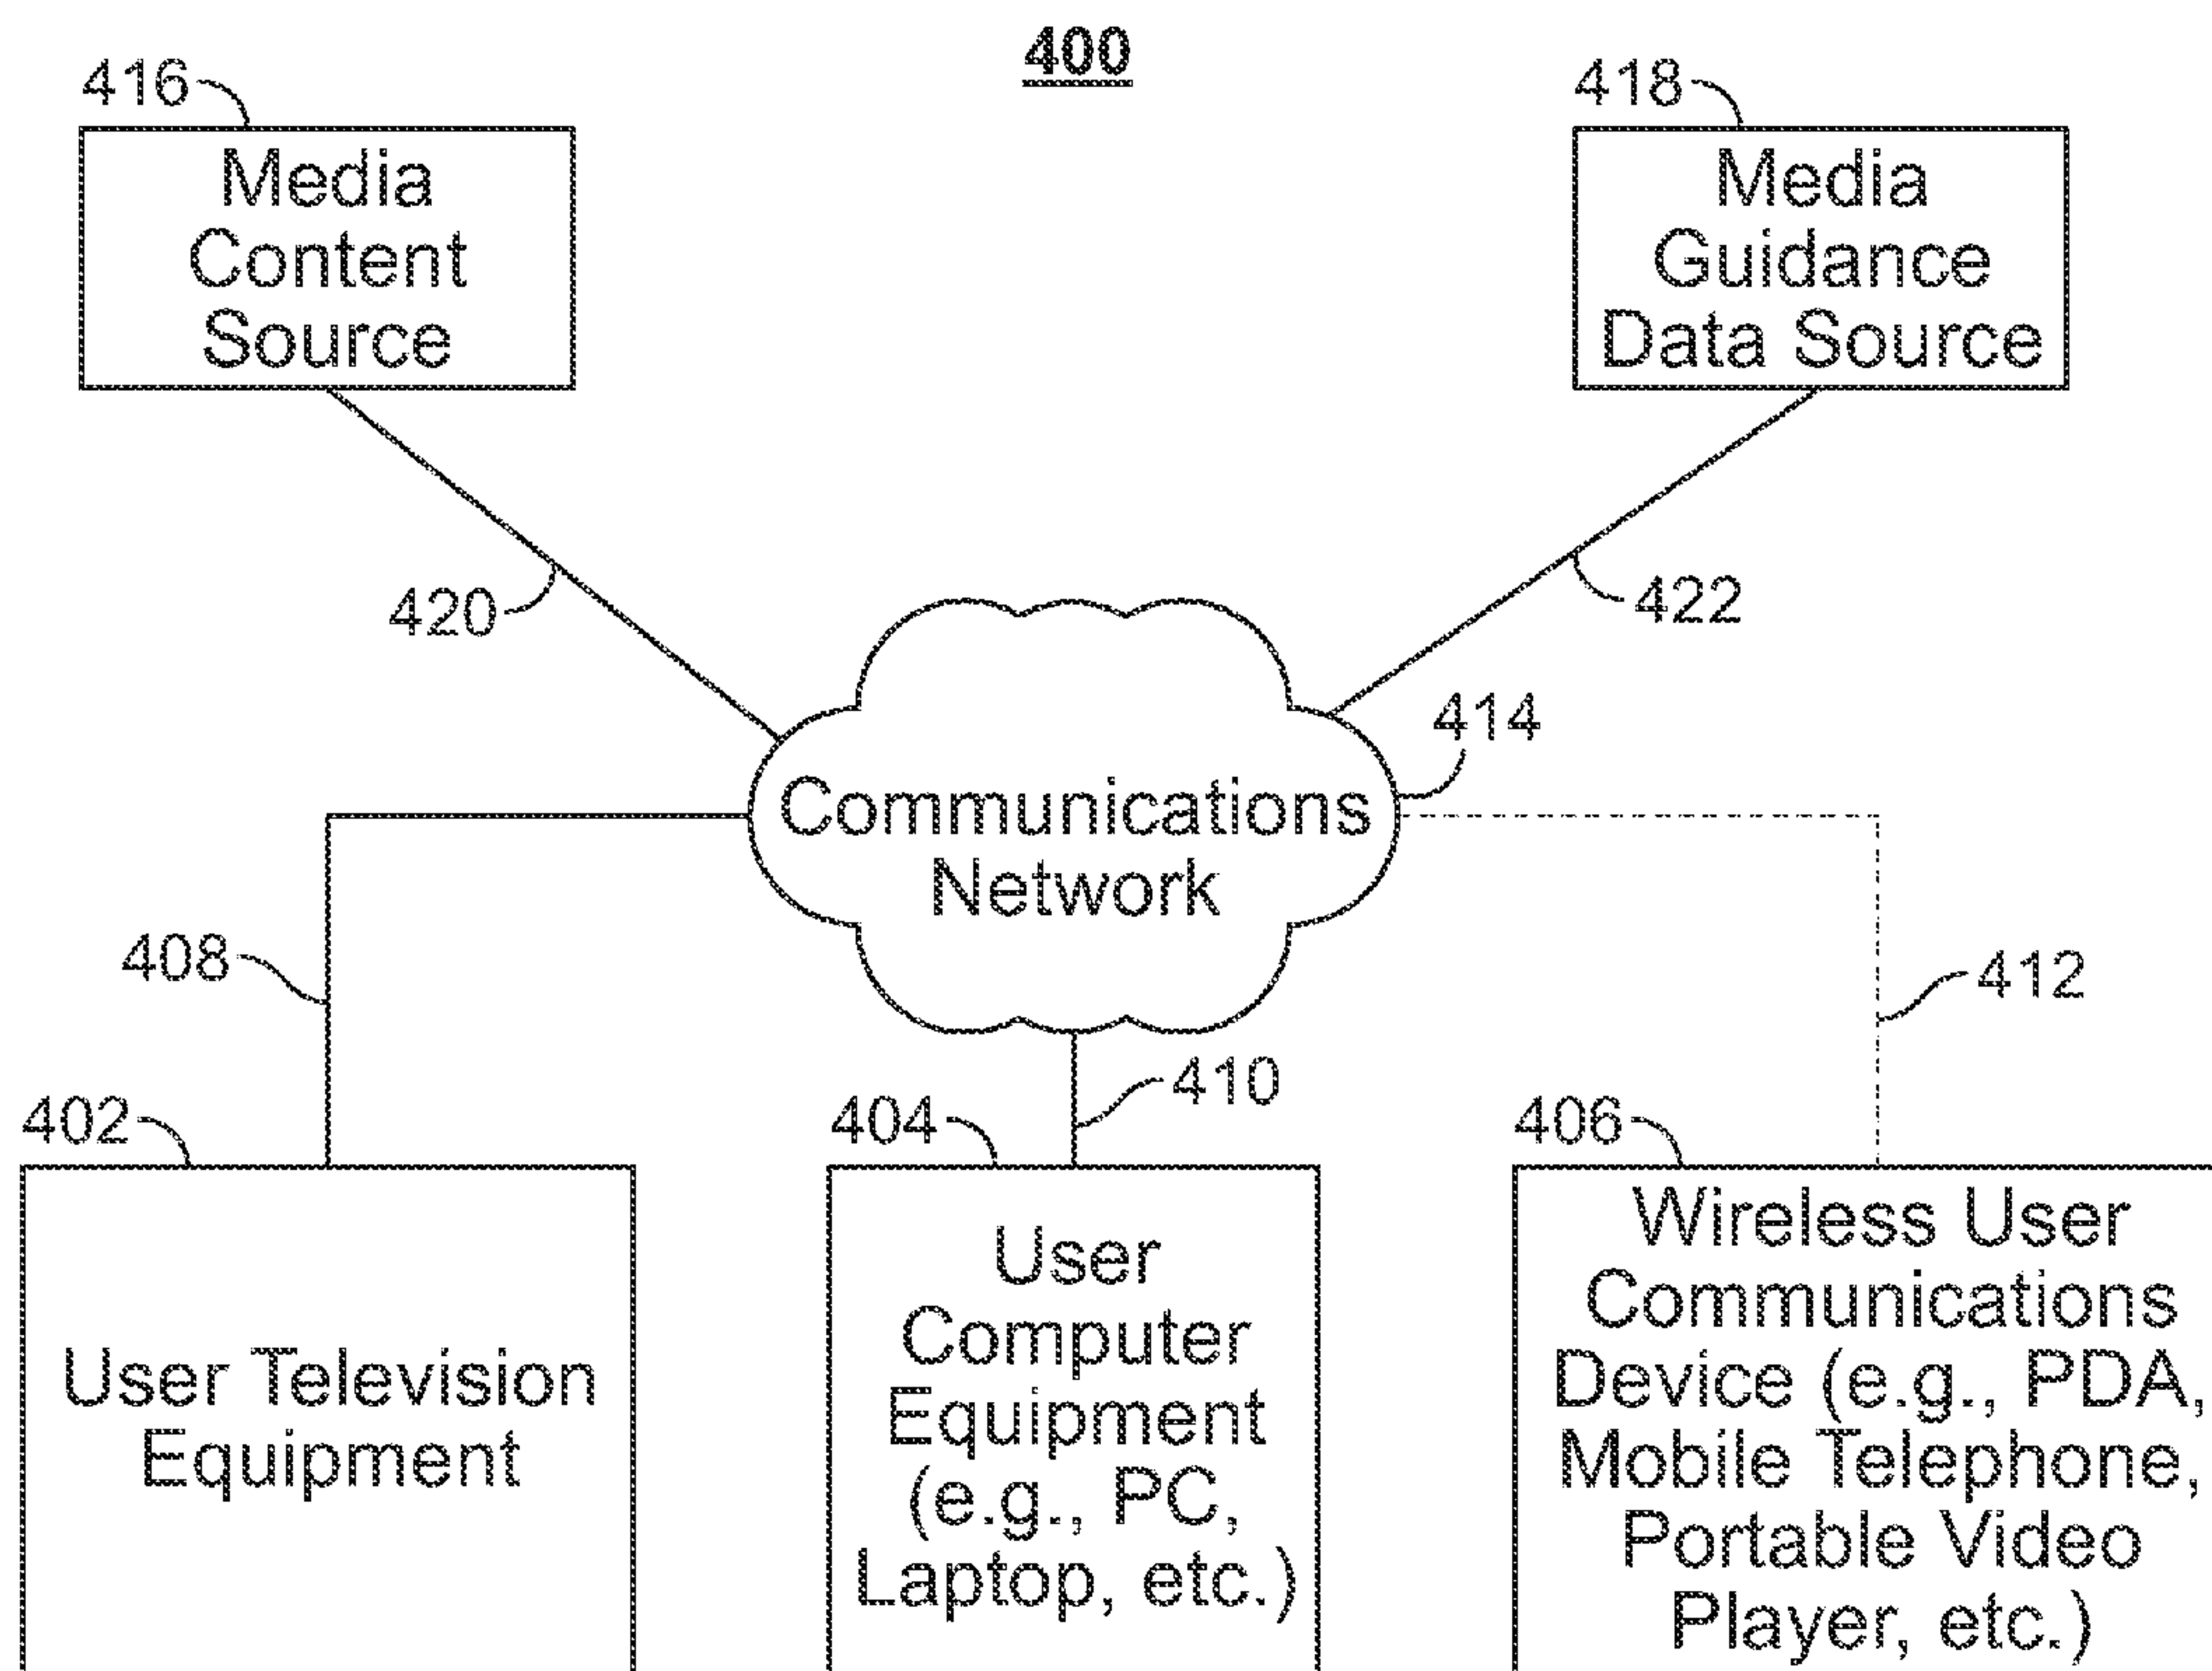 400
416
418
Media
Content
Source
Media
Guidance
Data Source
420
422
414
Communications
Network
408
412
410
402
404
406
User Television
Equipment
User
Computer
Equipment
(e.g., PC,
Laptop, etc.)
Wireless User
Communications
Device (e.g., PDA,
Mobile Telephone,
Portable Video
Player, etc.)